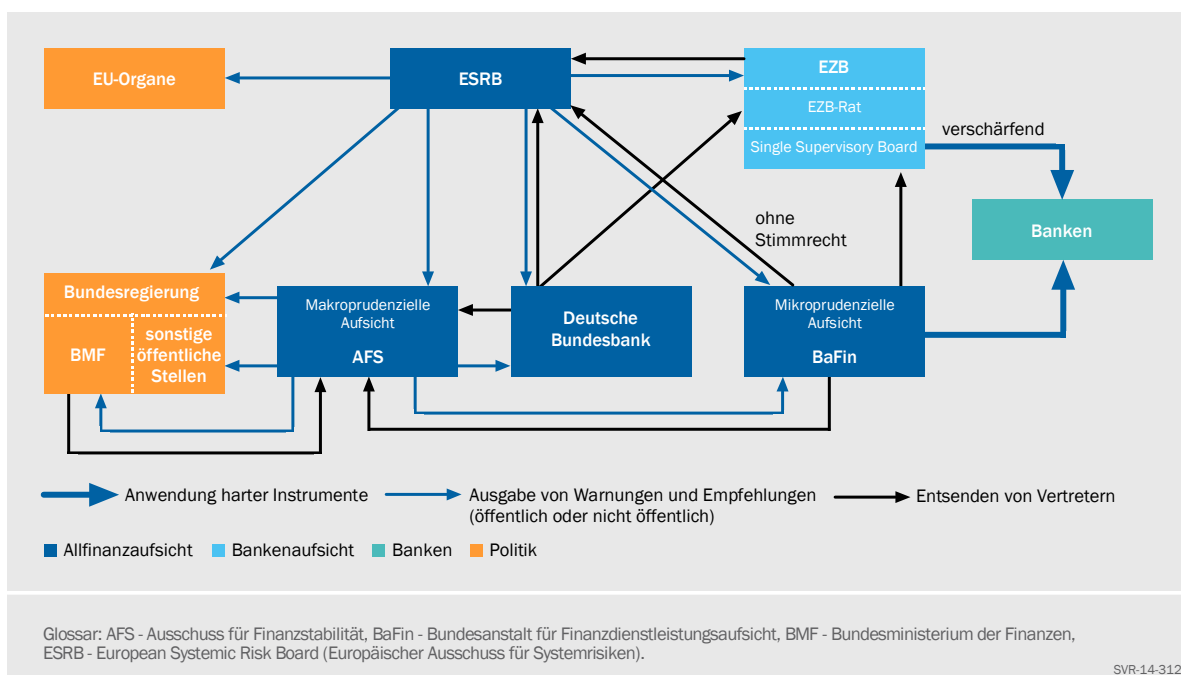 EU-Organe
ESRB
EZB
EZB-Rat
Single Supervisory Board
verschärfend
Banken
ohne
Stimmrecht
Bundesregierung
BMF
sonstige
öffentliche
Stellen
Makroprudenzielle
Aufsicht
AFS
Deutsche
Bundesbank
Mikroprudenzielle
Aufsicht
BaFin
Anwendung harter Instrumente
Ausgabe von Warnungen und Empfehlungen
(öffentlich oder nicht öffentlich)
Entsenden von Vertretern
Allfinanzaufsicht
Bankenaufsicht
Banken
Politik
Glossar: AFS - Ausschuss für Finanzstabilität, BaFin - Bundesanstalt für Finanzdienstleistungsaufsicht, BMF - Bundesministerium der Finanzen,
ESRB - European Systemic Risk Board (Europäischer Ausschuss für Systemrisiken).
SVR-14-312